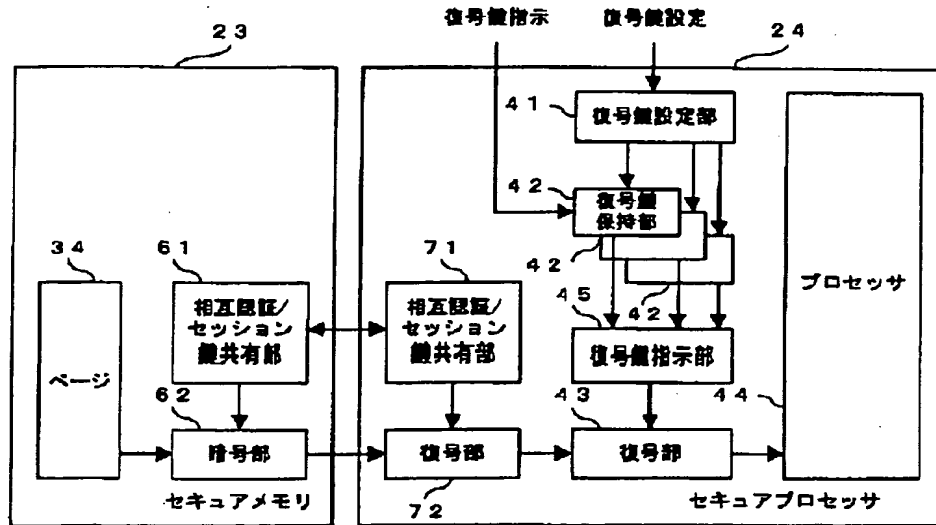 復号鍵指示
復号鍵設定
23
24
41
復号鍵設定部
42
復号鍵
保持部
34
61
71
42
プロセッサ
相互認証/
セッション
鍵共有部
相互認証/
セッション
鍵共有部
45
42
復号鍵指示部
ページ
62
43
44
暗号部
復号部
復号部
セキュアメモリ
72
セキュアプロセッサ